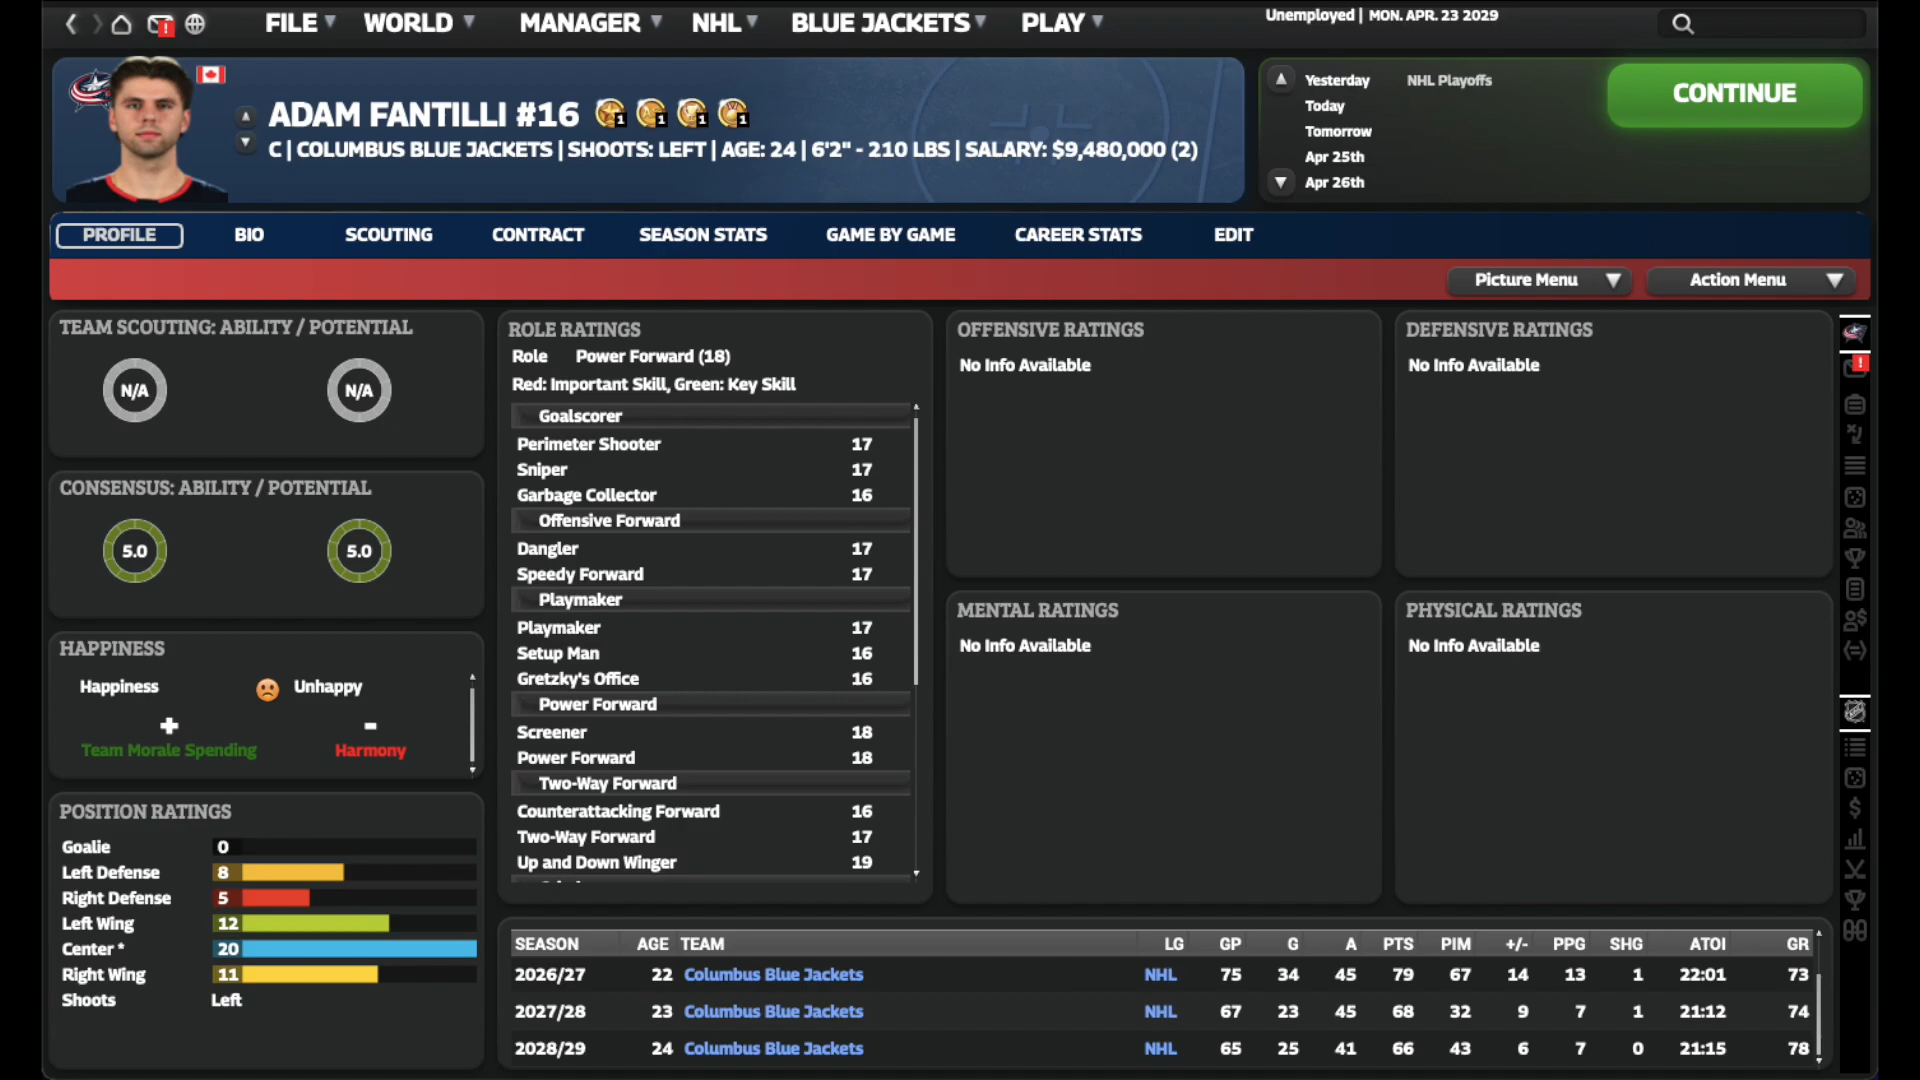 FILE WORLD MANAGER NHL BLUE JACKETS PLAY
Unemployed | MON. APR. 23 2029
ADAM FANTILLI #16
1 1 1 1
C | COLUMBUS BLUE JACKETS | SHOOTS: LEFT | AGE: 24 | 6'2" - 210 LBS | SALARY: $9,480,000 (2)
Yesterday NHL Playoffs
Today
Tomorrow
Apr 25th
Apr 26th
CONTINUE
PROFILE BIO SCOUTING CONTRACT SEASON STATS GAME BY GAME CAREER STATS EDIT
Picture Menu Action Menu
TEAM SCOUTING: ABILITY / POTENTIAL
N/A N/A
CONSENSUS: ABILITY / POTENTIAL
5.0 5.0
HAPPINESS
Happiness Unhappy
+ -
Team Morale Spending Harmony
POSITION RATINGS
Goalie 0
Left Defense 8
Right Defense 5
Left Wing 12
Center * 20
Right Wing 11
Shoots Left
ROLE RATINGS
Role Power Forward (18)
Red: Important Skill, Green: Key Skill
Goalscorer
Perimeter Shooter 17
Sniper 17
Garbage Collector 16
Offensive Forward
Dangler 17
Speedy Forward 17
Playmaker
Playmaker 17
Setup Man 16
Gretzky's Office 16
Power Forward
Screener 18
Power Forward 18
Two-Way Forward
Counterattacking Forward 16
Two-Way Forward 17
Up and Down Winger 19
OFFENSIVE RATINGS
No Info Available
DEFENSIVE RATINGS
No Info Available
MENTAL RATINGS
No Info Available
PHYSICAL RATINGS
No Info Available
SEASON AGE TEAM LG GP G A PTS PIM +/- PPG SHG ATOI GR
2026/27 22 Columbus Blue Jackets NHL 75 34 45 79 67 14 13 1 22:01 73
2027/28 23 Columbus Blue Jackets NHL 67 23 45 68 32 9 7 1 21:12 74
2028/29 24 Columbus Blue Jackets NHL 65 25 41 66 43 6 7 0 21:15 78